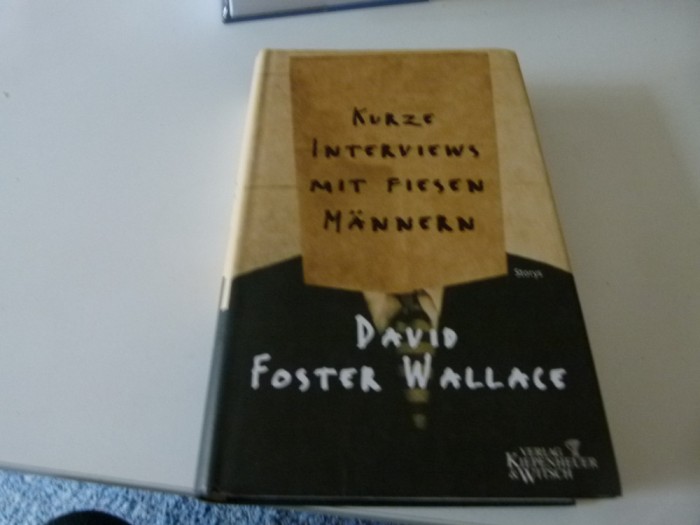 KURZE
INTERVIEWS
MIT FIESEN
MÄNNERN
Storys
DAVID
FOSTER WALLACE
VERLAG
KIEPENHEUER
& WITSCH